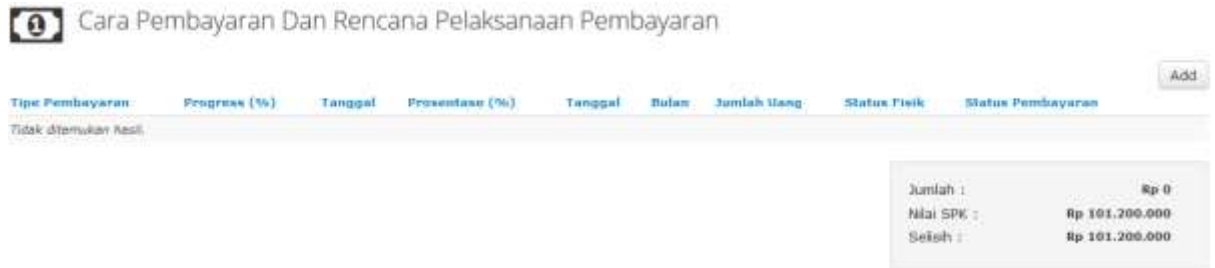 1
Cara Pembayaran Dan Rencana Pelaksanaan Pembayaran
Add
Tipe Pembayaran Progress (%) Tanggal Prosentase (%) Tanggal Bulan Jumlah Uang Status Fisik Status Pembayaran
Tidak ditemukan hasil.
Jumlah : Rp 0
Nilai SPK : Rp 101.200.000
Selisih : Rp 101.200.000